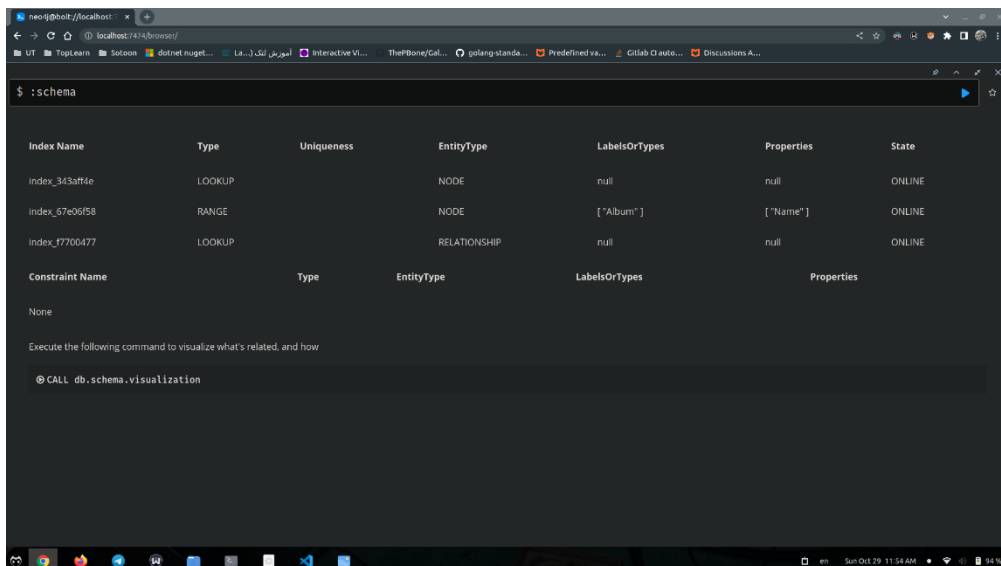 neo4j@bolt://localhost:7
localhost:7474/browser/
UT TopLearn Sotoon dotnet nuget... آموزش لتک (La... Interactive Vi... ThePBone/Gal... golang-standa... Predefined va... Gitlab CI auto... Discussions A...
$ :schema
Index Name Type Uniqueness EntityType LabelsOrTypes Properties State
index_343aff4e LOOKUP NODE null null ONLINE
index_67e06f58 RANGE NODE [ "Album" ] [ "Name" ] ONLINE
index_f7700477 LOOKUP RELATIONSHIP null null ONLINE
Constraint Name Type EntityType LabelsOrTypes Properties
None
Execute the following command to visualize what's related, and how
CALL db.schema.visualization
en Sun Oct 29 11:54 AM 94 %